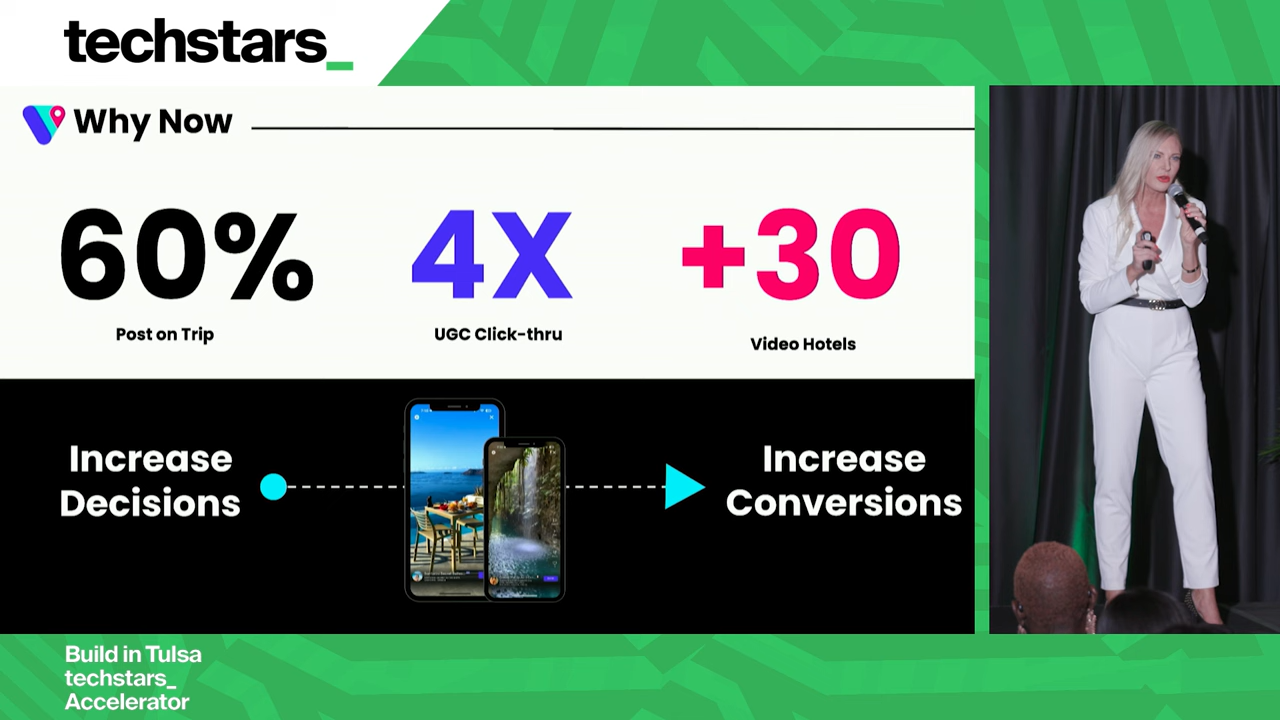 techstars_
Why Now
60%
4X
+30
Post on Trip
UGC Click-thru
Video Hotels
Increase
Decisions
Increase
Conversions
Build in Tulsa
techstars_
Accelerator